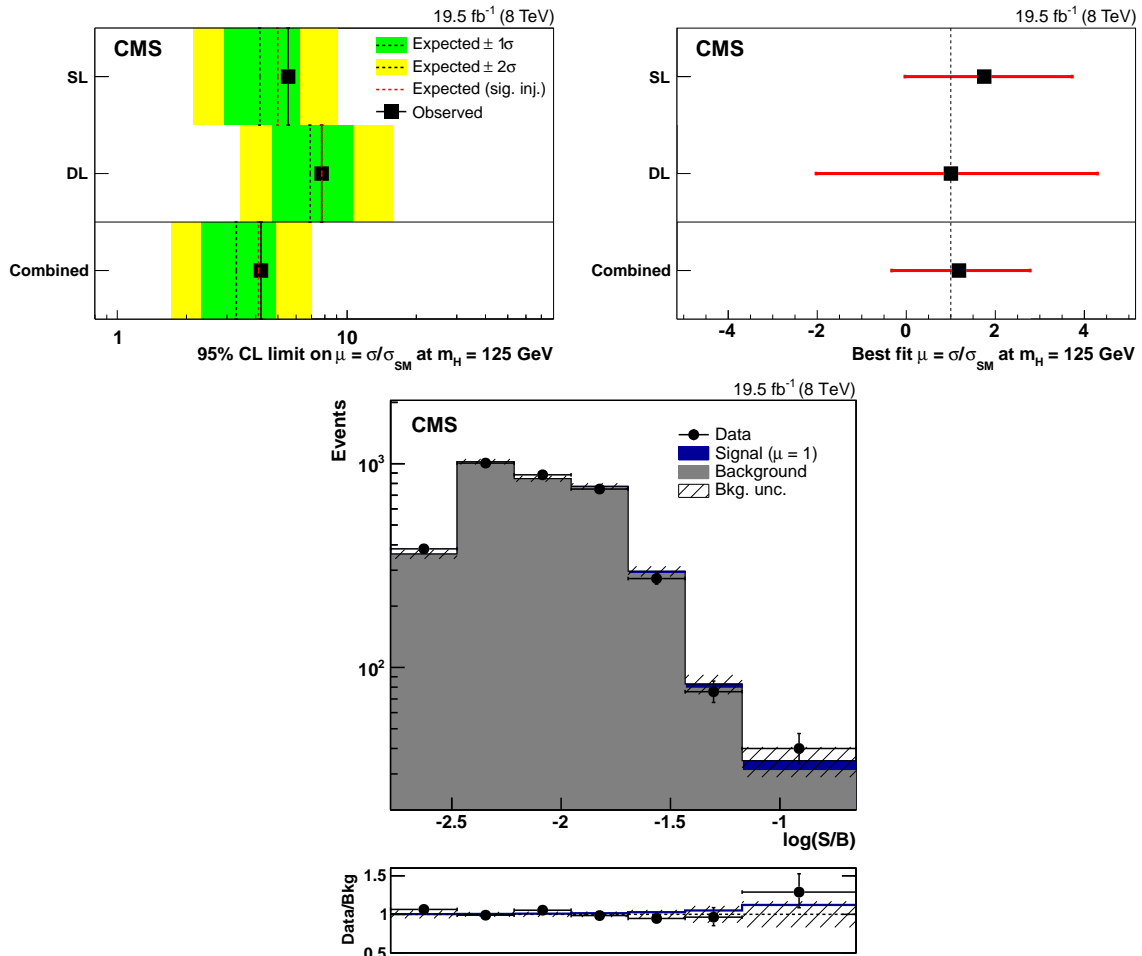 19.5 fb⁻¹ (8 TeV)
CMS
Expected ± 1σ
Expected ± 2σ
Expected (sig. inj.)
Observed
SL
DL
Combined
1
10
95% CL limit on μ = σ/σ_SM at m_H = 125 GeV
19.5 fb⁻¹ (8 TeV)
CMS
SL
DL
Combined
-4 -2 0 2 4
Best fit μ = σ/σ_SM at m_H = 125 GeV
19.5 fb⁻¹ (8 TeV)
CMS
Data
Signal (μ = 1)
Background
Bkg. unc.
Events
10³
10²
-2.5 -2 -1.5 -1
log(S/B)
Data/Bkg
1.5
1
0.5